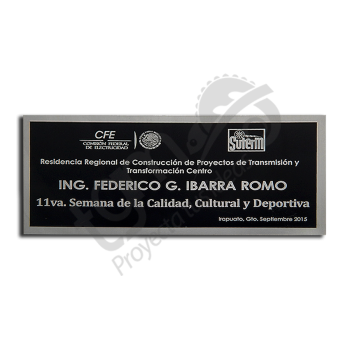 CFE
COMISIÓN FEDERAL
DE ELECTRICIDAD
Suterm
Residencia Regional de Construcción de Proyectos de Transmisión y
Transformación Centro
ING. FEDERICO G. IBARRA ROMO
11va. Semana de la Calidad, Cultural y Deportiva
Irapuato, Gto. Septiembre 2015